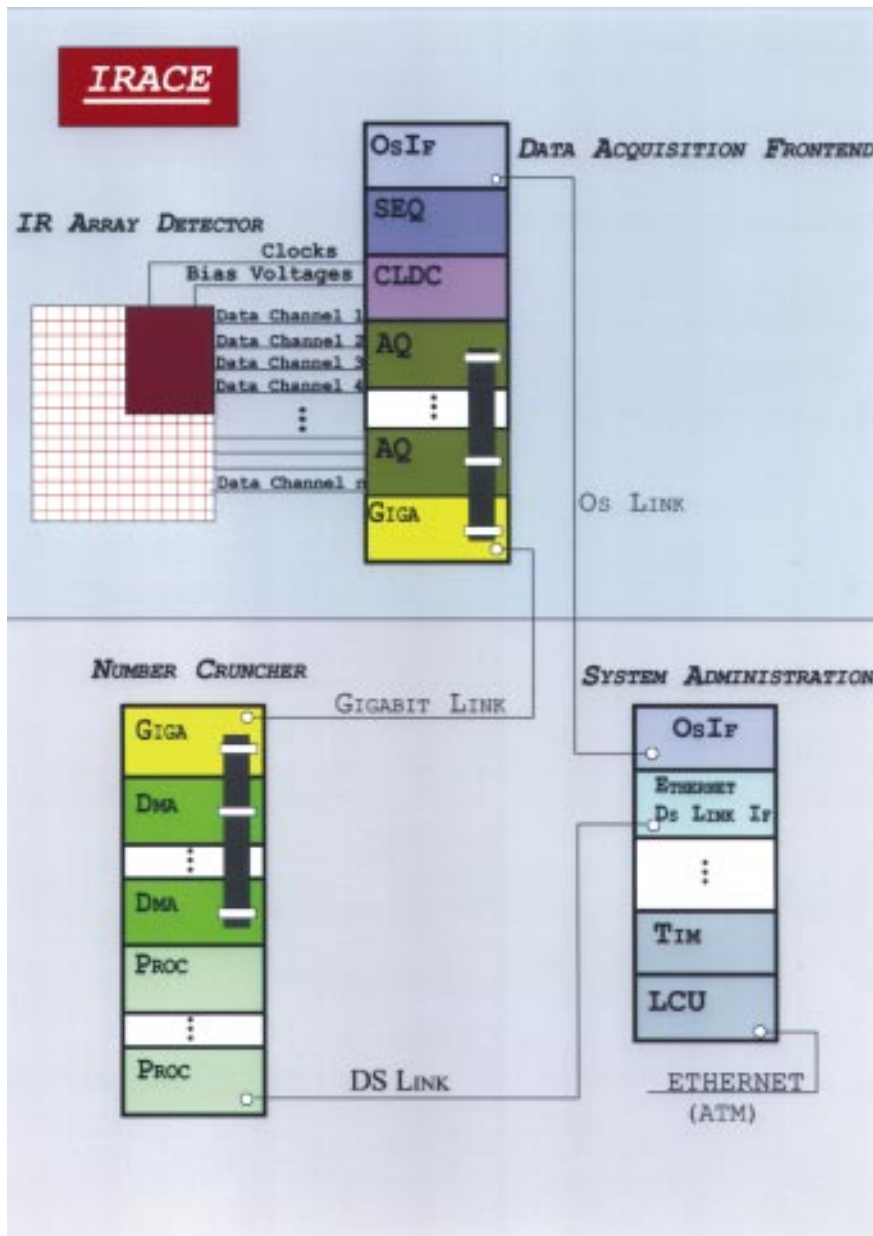 IRACE
OSIF
DATA ACQUISITION FRONTEND
SEQ
IR ARRAY DETECTOR
Clocks
Bias Voltages
CLDC
Data Channel 1
Data Channel 2
Data Channel 3
Data Channel 4
AQ
AQ
Data Channel n
GIGA
OS LINK
NUMBER CRUNCHER
SYSTEM ADMINISTRATION
GIGABIT LINK
GIGA
DMA
DMA
PROC
PROC
OSIF
ETHERNET
DS LINK IF
TIM
LCU
DS LINK
ETHERNET
(ATM)